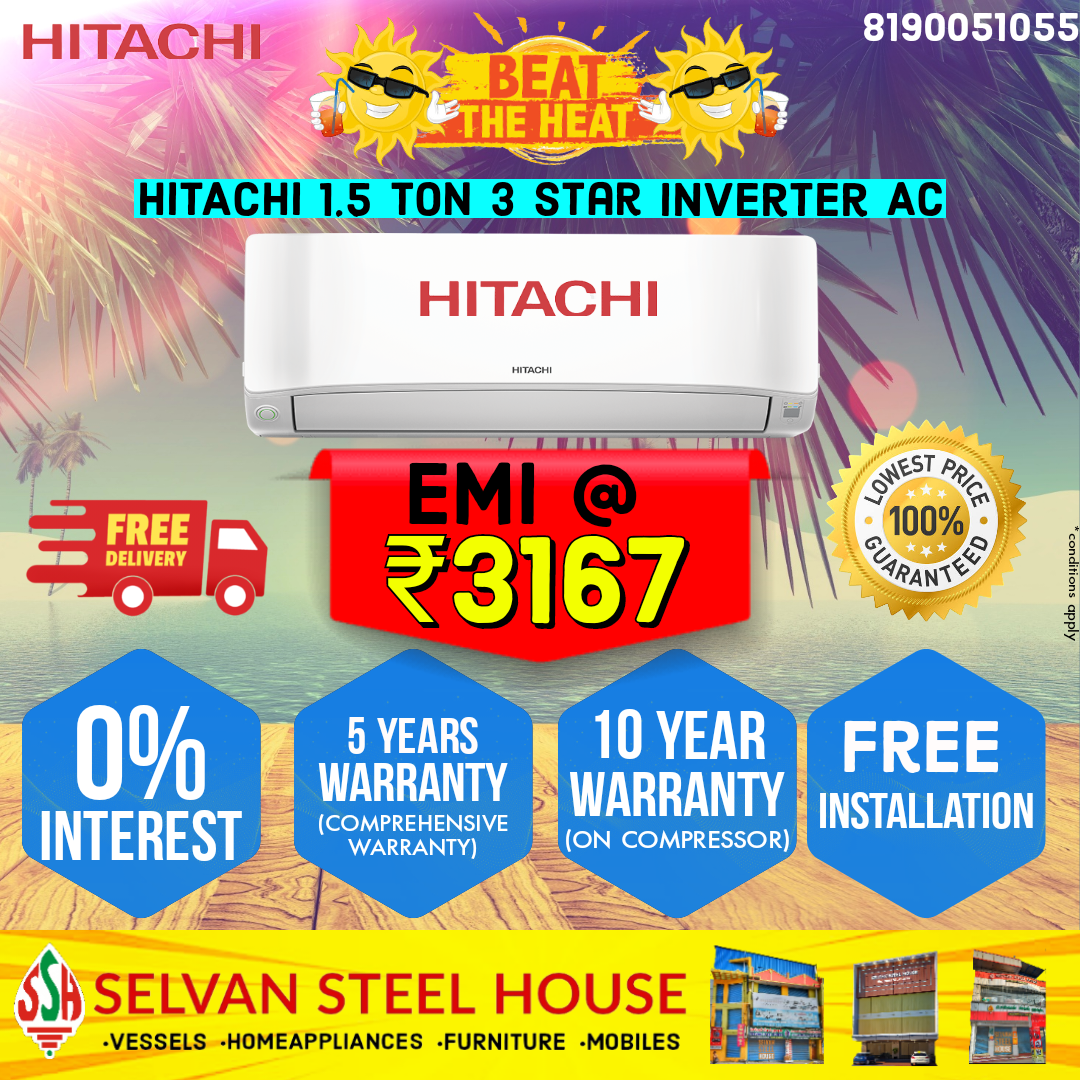 HITACHI
8190051055
BEAT
THE HEAT
HITACHI 1.5 TON 3 STAR INVERTER AC
HITACHI
HITACHI
EMI @
₹3167
FREE
DELIVERY
LOWEST PRICE
100%
GUARANTEED
*conditions apply
0%
INTEREST
5 YEARS
WARRANTY
(COMPREHENSIVE
WARRANTY)
10 YEAR
WARRANTY
(ON COMPRESSOR)
FREE
INSTALLATION
SSH
SELVAN STEEL HOUSE
•VESSELS •HOMEAPPLIANCES •FURNITURE •MOBILES